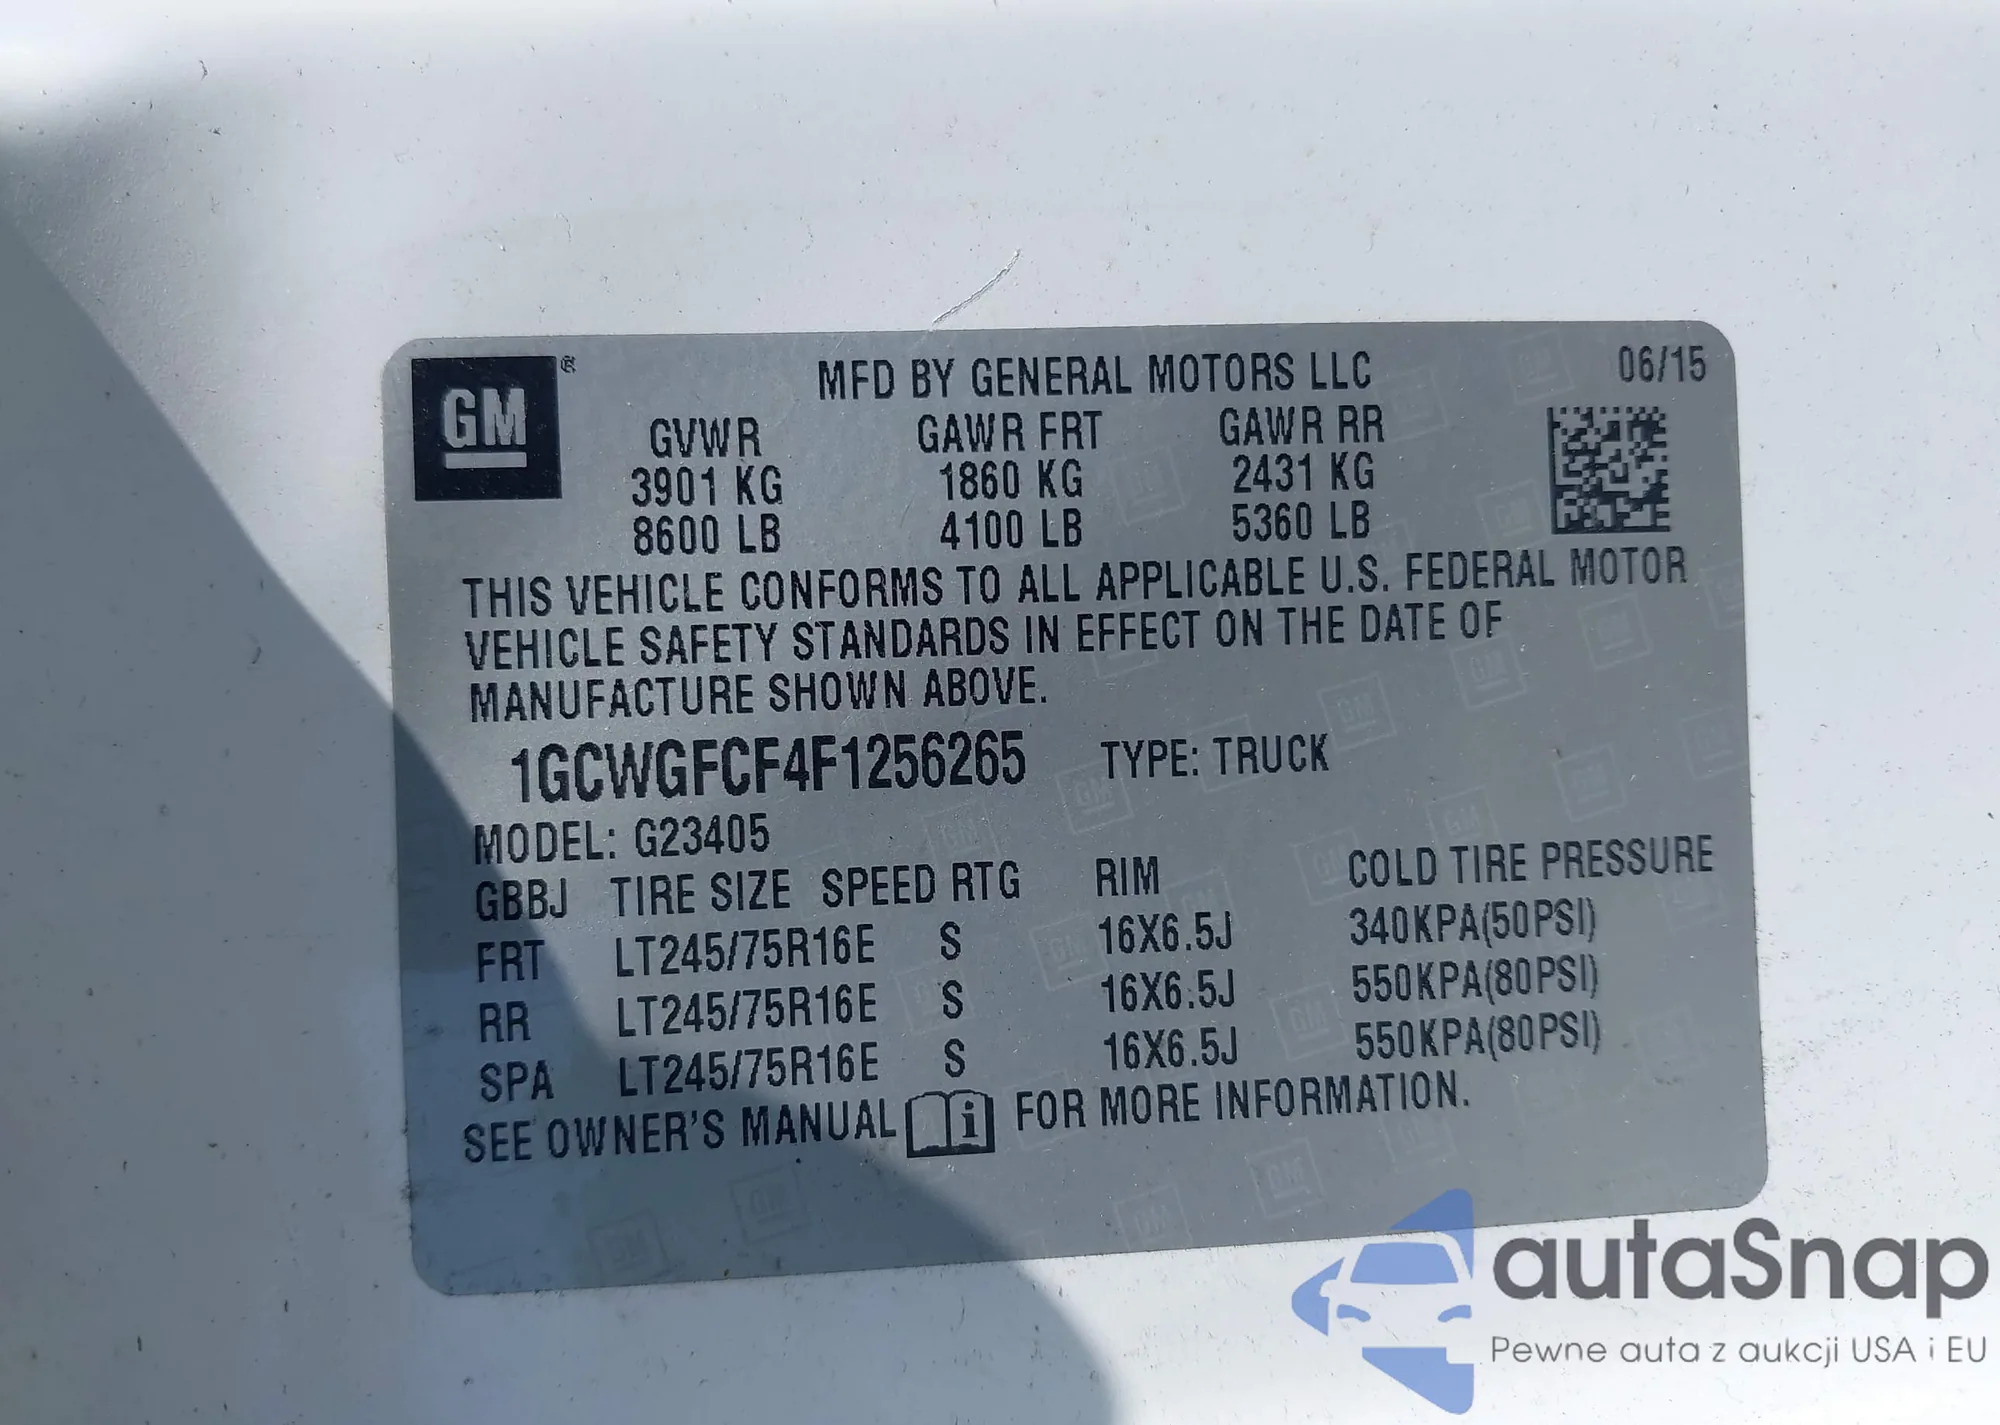 GM®
MFD BY GENERAL MOTORS LLC 06/15
GVWR GAWR FRT GAWR RR
3901 KG 1860 KG 2431 KG
8600 LB 4100 LB 5360 LB
THIS VEHICLE CONFORMS TO ALL APPLICABLE U.S. FEDERAL MOTOR
VEHICLE SAFETY STANDARDS IN EFFECT ON THE DATE OF
MANUFACTURE SHOWN ABOVE.
1GCWGFCF4F1256265 TYPE: TRUCK
MODEL: G23405
GBBJ TIRE SIZE SPEED RTG RIM COLD TIRE PRESSURE
FRT LT245/75R16E S 16X6.5J 340KPA(50PSI)
RR LT245/75R16E S 16X6.5J 550KPA(80PSI)
SPA LT245/75R16E S 16X6.5J 550KPA(80PSI)
SEE OWNER'S MANUAL i FOR MORE INFORMATION.
autaSnap
Pewne auta z aukcji USA i EU